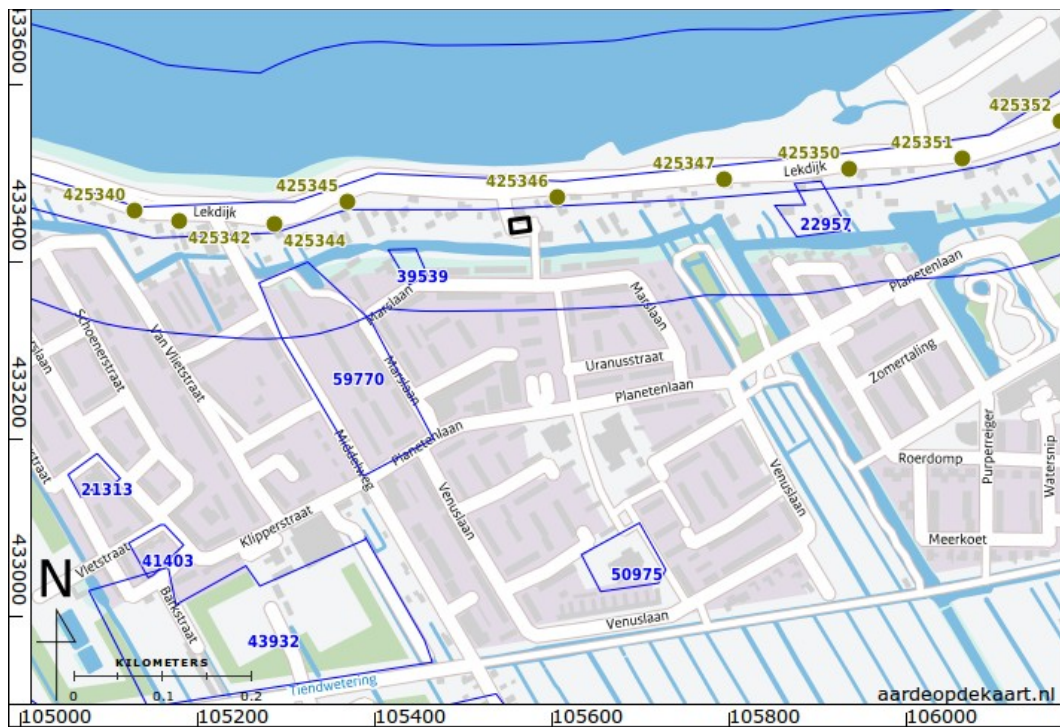 433600
433400
433200
433000
425352
425351
425350
425347
425346
425345
425340
425342
425344
Lekdijk
Lekdijk
22957
39539
Marslaan
Marslaan
Marslaan
Planetenlaan
Schoenerstraat
Van Vlietstraat
Uranusstraat
59770
Planetenlaan
Zomertaling
Middelweg
Planetenlaan
Roerdomp
Purperreiger
Watersnip
21313
Venuslaan
Venuslaan
Klipperstraat
Meerkoet
Vletstraat
41403
50975
N
Barkstraat
Venuslaan
43932
KILOMETERS
0
0.1
0.2
Tiendwetering
aardeopdekaart.nl
105000
105200
105400
105600
105800
106000